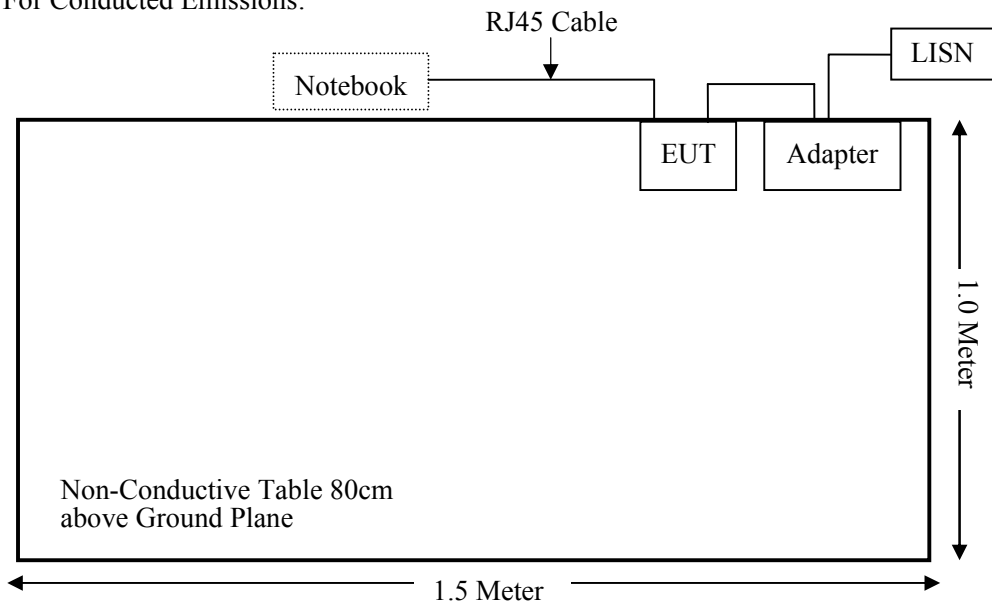 For Conducted Emissions:
RJ45 Cable
LISN
Notebook
EUT
Adapter
1.0 Meter
Non-Conductive Table 80cm
above Ground Plane
1.5 Meter